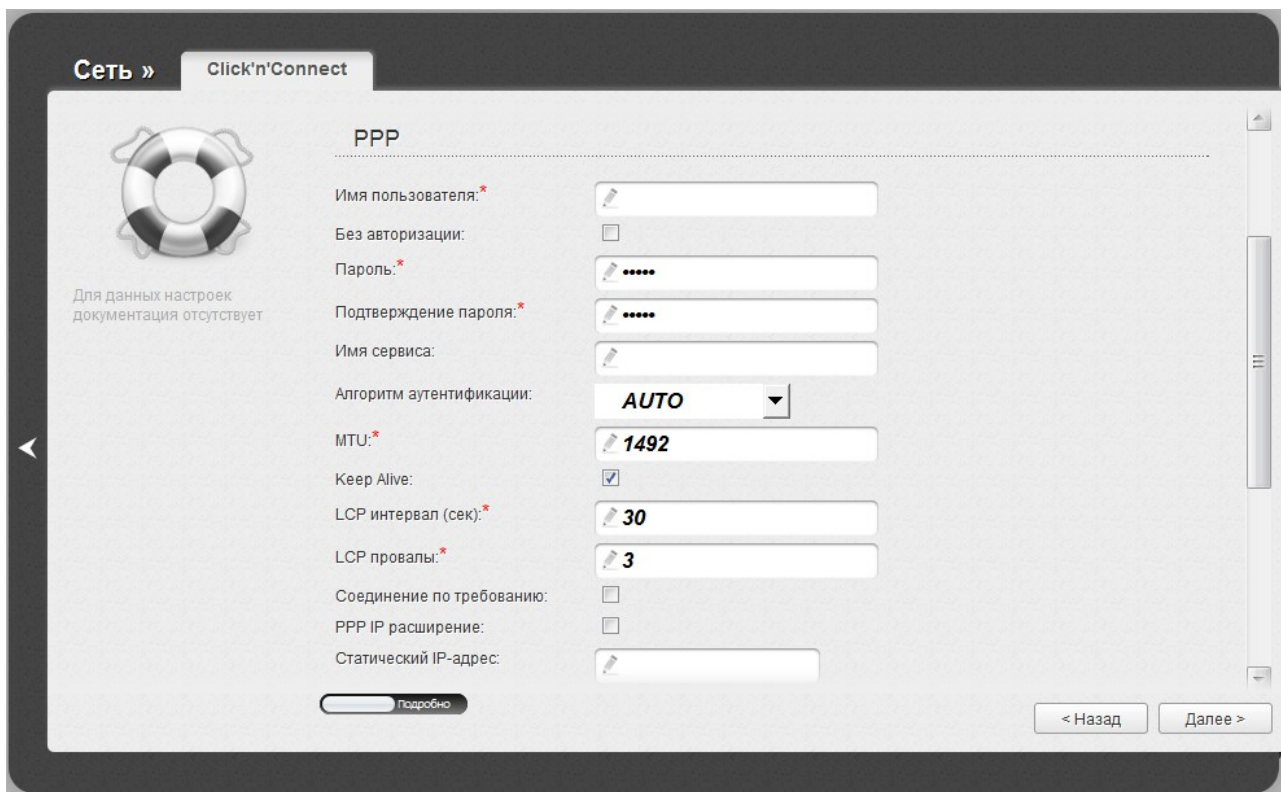 Сеть »
Click'n'Connect
Для данных настроек
документация отсутствует
PPP
Имя пользователя:*
Без авторизации:
Пароль:* •••••
Подтверждение пароля:* •••••
Имя сервиса:
Алгоритм аутентификации: AUTO
MTU:* 1492
Keep Alive:
LCP интервал (сек):* 30
LCP провалы:* 3
Соединение по требованию:
PPP IP расширение:
Статический IP-адрес:
Подробно
< Назад
Далее >